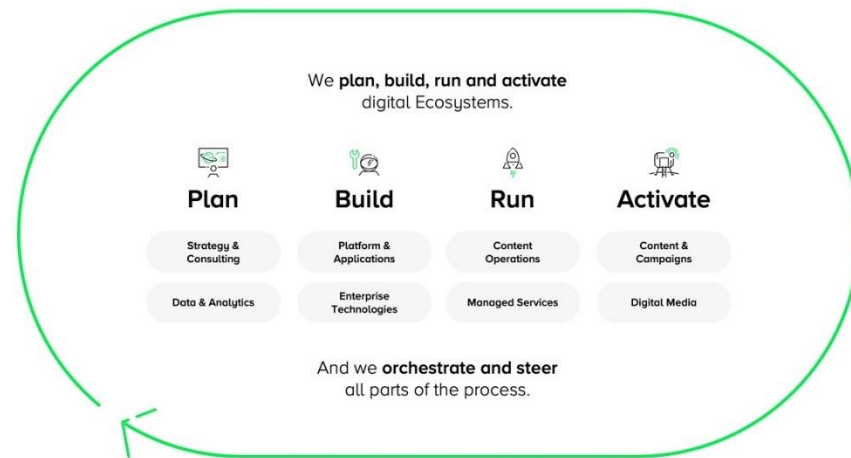 We plan, build, run and activate
digital Ecosystems.
Plan
Build
Run
Activate
Strategy &
Consulting
Platform &
Applications
Content
Operations
Content &
Campaigns
Data & Analytics
Enterprise
Technologies
Managed Services
Digital Media
And we orchestrate and steer
all parts of the process.